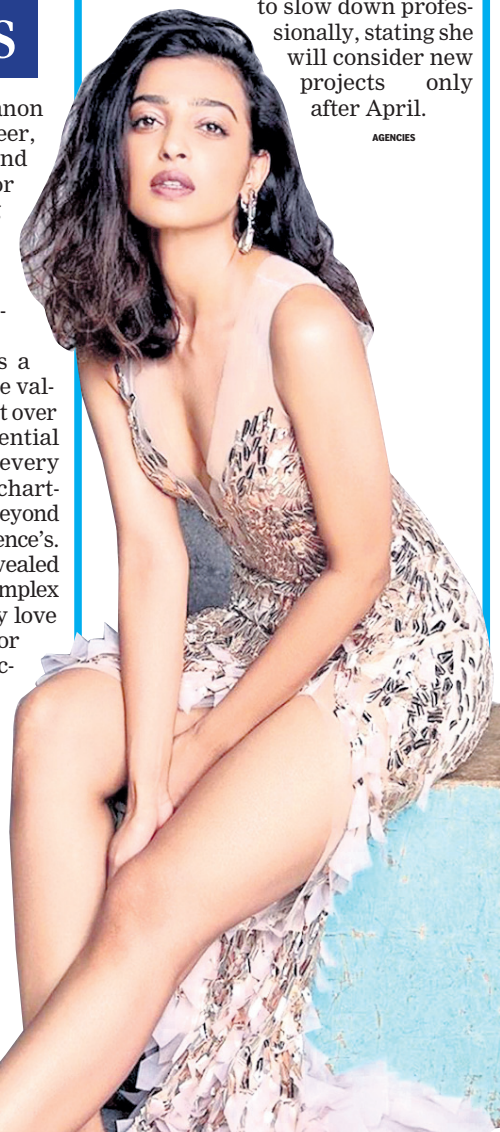 S
nnon
eer,
nd
or
-
s a
e val-
t over
ential
every
chart-
eyond
ence's.
vealed
mplex
y love
or
c-
to slow down profes-
sionally, stating she
will consider new
projects only
after April.
AGENCIES